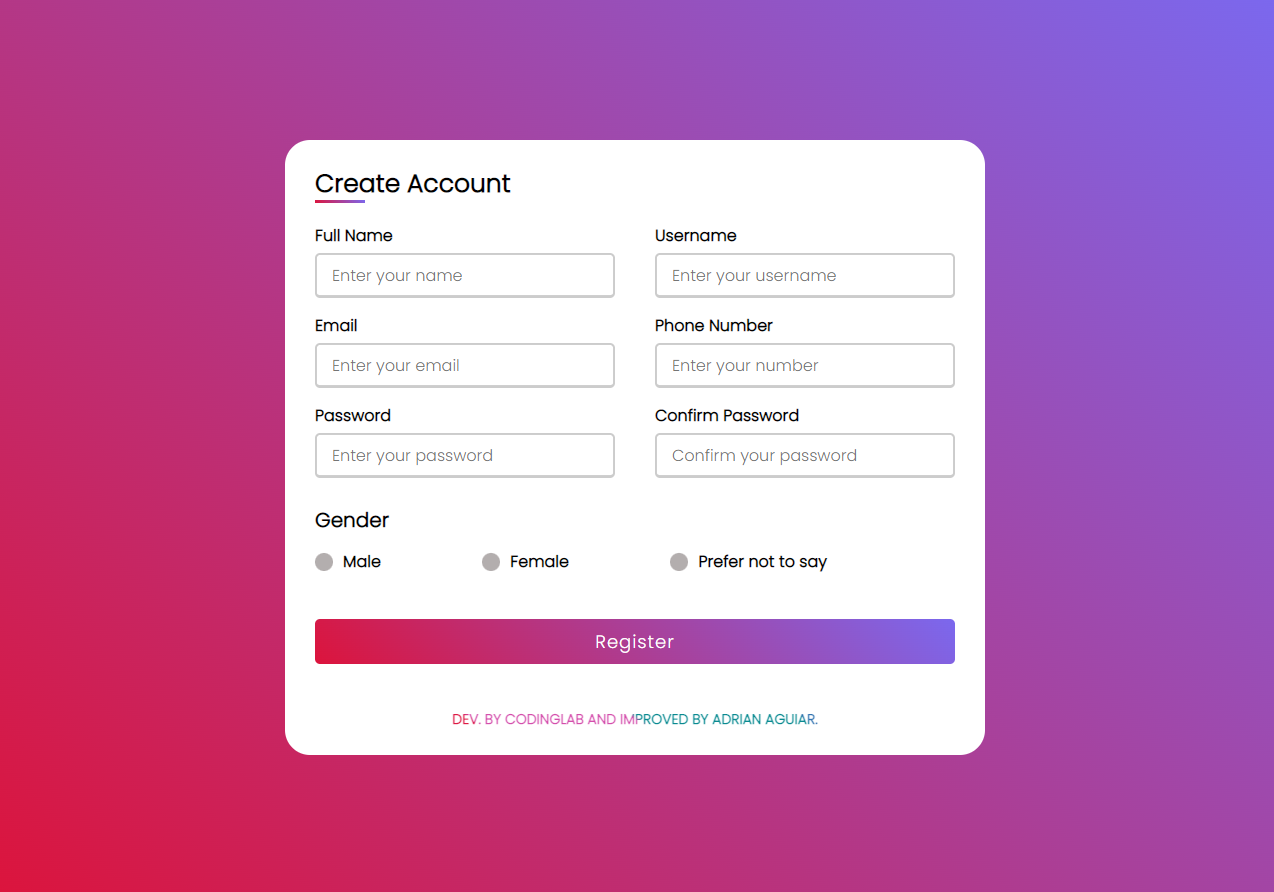 Create Account
Full Name
Username
Enter your name
Enter your username
Email
Phone Number
Enter your email
Enter your number
Password
Confirm Password
Enter your password
Confirm your password
Gender
Male
Female
Prefer not to say
Register
DEV. BY CODINGLAB AND IMPROVED BY ADRIAN AGUIAR.